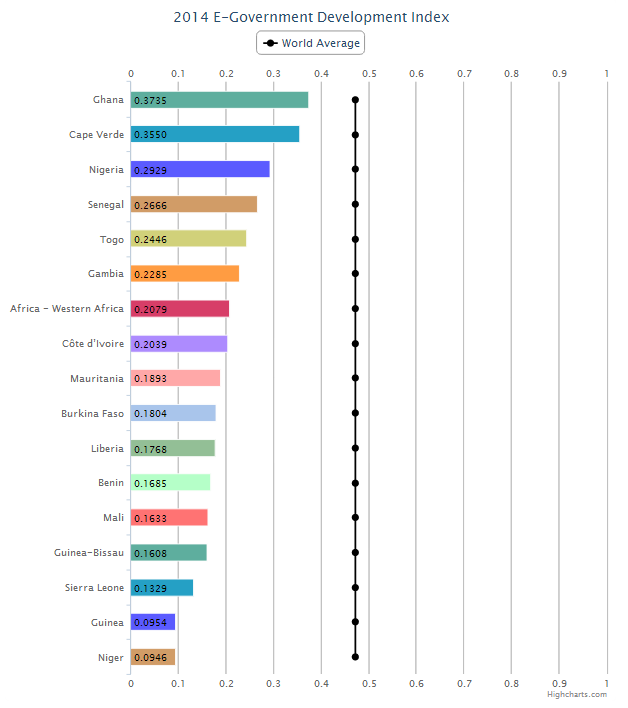 2014 E-Government Development Index
World Average
0 0.1 0.2 0.3 0.4 0.5 0.6 0.7 0.8 0.9 1
Ghana 0.3735
Cape Verde 0.3550
Nigeria 0.2929
Senegal 0.2666
Togo 0.2446
Gambia 0.2285
Africa - Western Africa 0.2079
Côte d'Ivoire 0.2039
Mauritania 0.1893
Burkina Faso 0.1804
Liberia 0.1768
Benin 0.1685
Mali 0.1633
Guinea-Bissau 0.1608
Sierra Leone 0.1329
Guinea 0.0954
Niger 0.0946
0 0.1 0.2 0.3 0.4 0.5 0.6 0.7 0.8 0.9 1
Highcharts.com